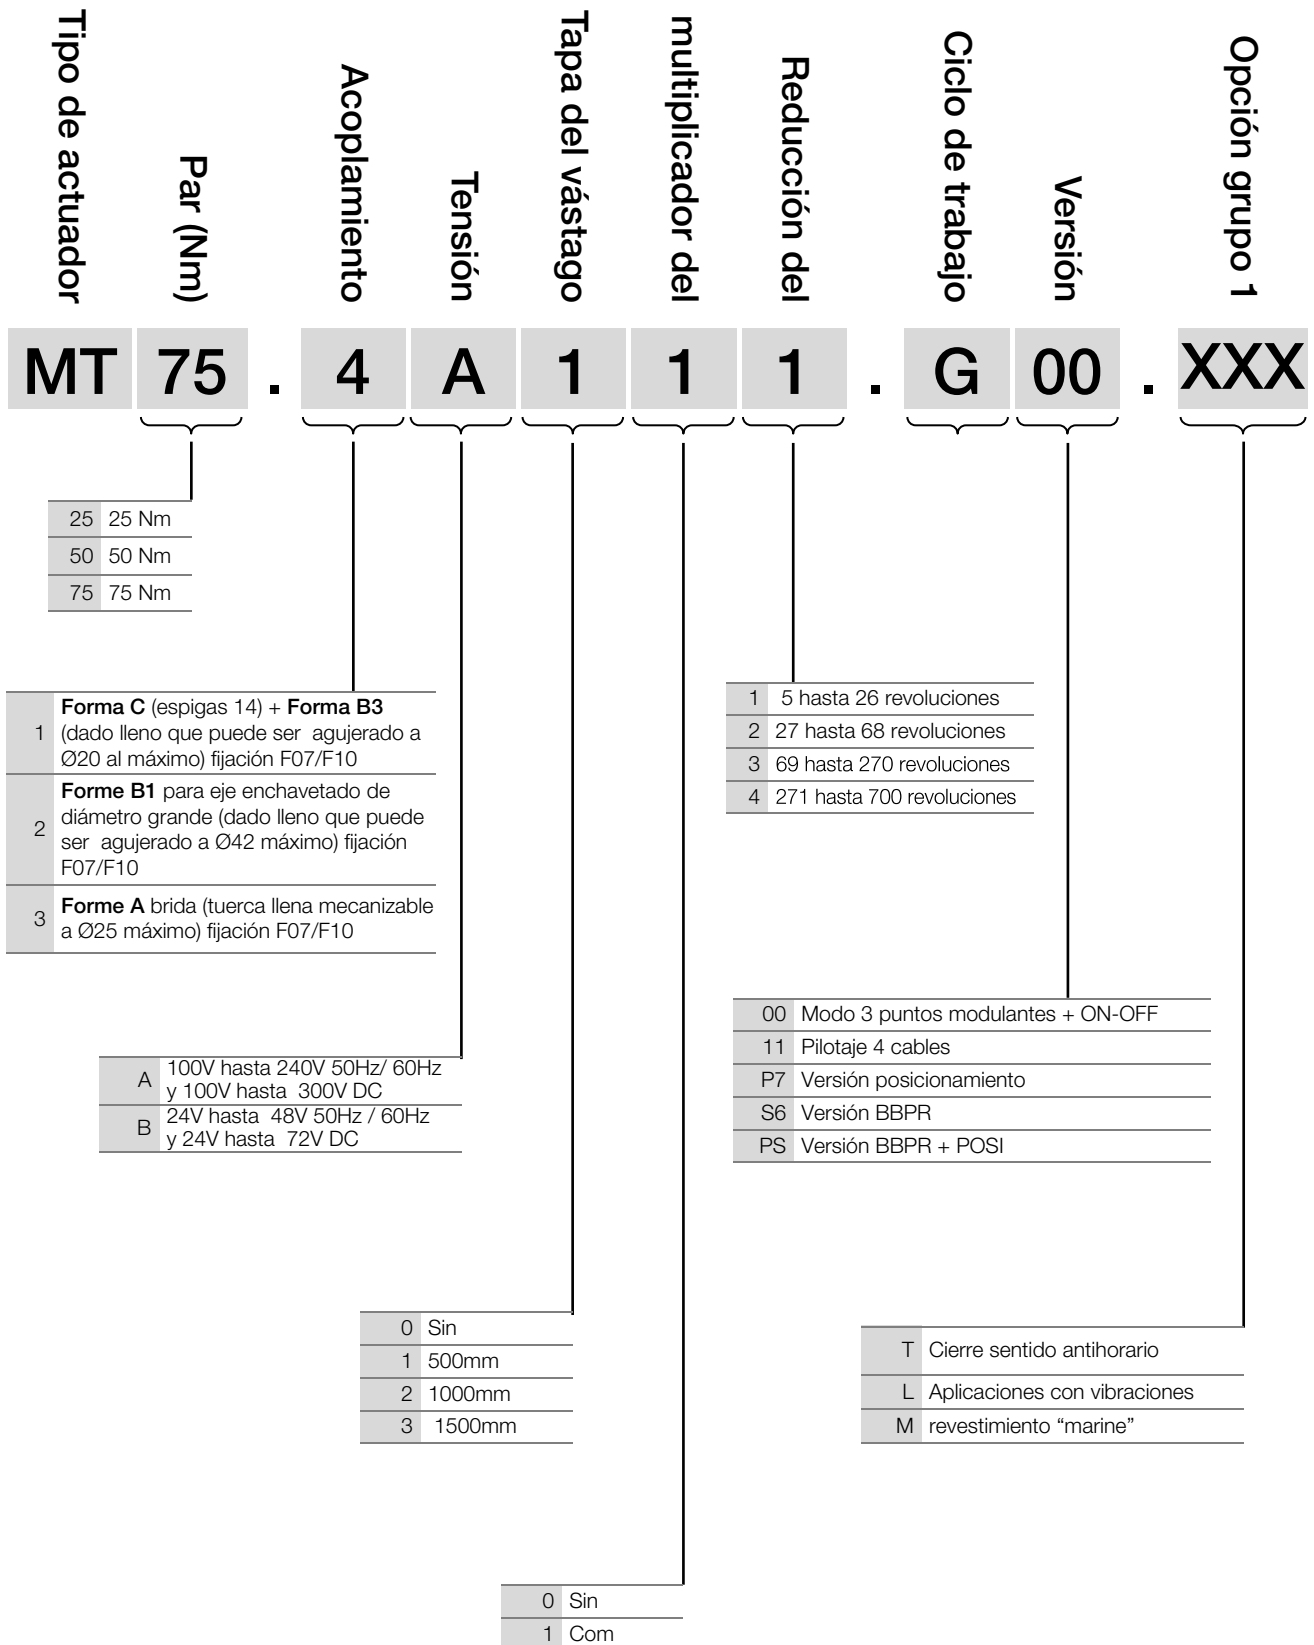 Tipo de actuador
Par (Nm)
Acoplamiento
Tensión
Tapa del vástago
multiplicador del
Reducción del
Ciclo de trabajo
Versión
Opción grupo 1
MT 75 . 4 A 1 1 1 . G 00 . XXX
25 25 Nm
50 50 Nm
75 75 Nm
1 Forma C (espigas 14) + Forma B3
(dado lleno que puede ser agujerado a
Ø20 al máximo) fijación F07/F10
2 Forme B1 para eje enchavetado de
diámetro grande (dado lleno que puede
ser agujerado a Ø42 máximo) fijación
F07/F10
3 Forme A brida (tuerca llena mecanizable
a Ø25 máximo) fijación F07/F10
1 5 hasta 26 revoluciones
2 27 hasta 68 revoluciones
3 69 hasta 270 revoluciones
4 271 hasta 700 revoluciones
A 100V hasta 240V 50Hz/ 60Hz
y 100V hasta 300V DC
B 24V hasta 48V 50Hz / 60Hz
y 24V hasta 72V DC
00 Modo 3 puntos modulantes + ON-OFF
11 Pilotaje 4 cables
P7 Versión posicionamiento
S6 Versión BBPR
PS Versión BBPR + POSI
0 Sin
1 500mm
2 1000mm
3 1500mm
T Cierre sentido antihorario
L Aplicaciones con vibraciones
M revestimiento “marine”
0 Sin
1 Com